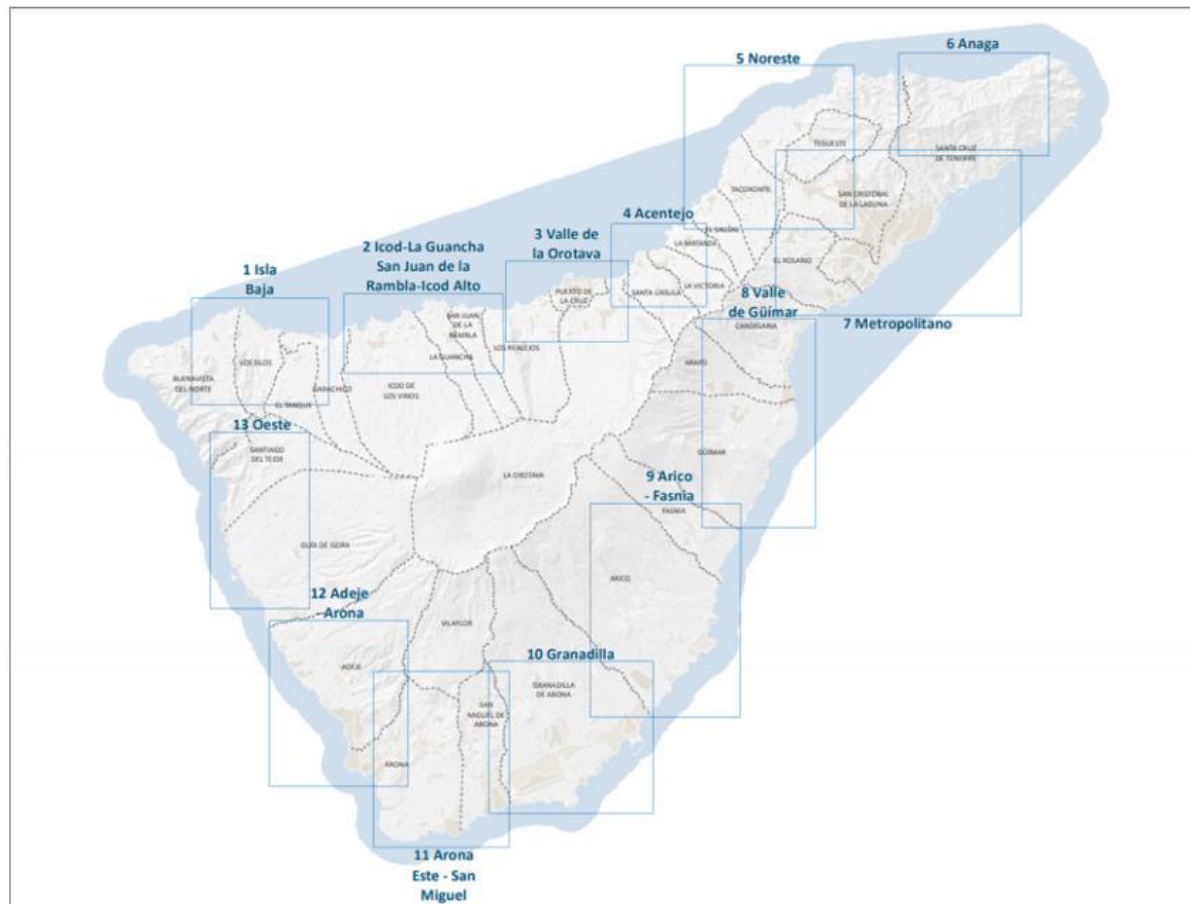 6 Anaga
5 Noreste
TEGUESTE
SANTA CRUZ
DE TENERIFE
TACORONTE
SAN CRISTÓBAL
DE LA LAGUNA
4 Acentejo
EL SAUZAL
LA MATANZA
EL ROSARIO
3 Valle de
la Orotava
2 Icod-La Guancha
San Juan de la
Rambla-Icod Alto
1 Isla
Baja
PUERTO DE
LA CRUZ
SANTA ÚRSULA
LA VICTORIA
8 Valle
de Güímar
7 Metropolitano
CANDELARIA
SAN JUAN
DE LA
RAMBLA
LOS REALEJOS
LA GUANCHA
ARAFO
LOS SILOS
BUENAVISTA
DEL NORTE
GARACHICO
ICOD DE
LOS VINOS
EL TANQUE
13 Oeste
SANTIAGO
DEL TEIDE
LA OROTAVA
GÜÍMAR
9 Arico
- Fasnia
FASNIA
GUÍA DE ISORA
ARICO
12 Adeje
-Arona
VILAFLOR
10 Granadilla
ADEJE
GRANADILLA
DE ABONA
SAN
MIGUEL DE
ABONA
ARONA
11 Arona
Este - San
Miguel